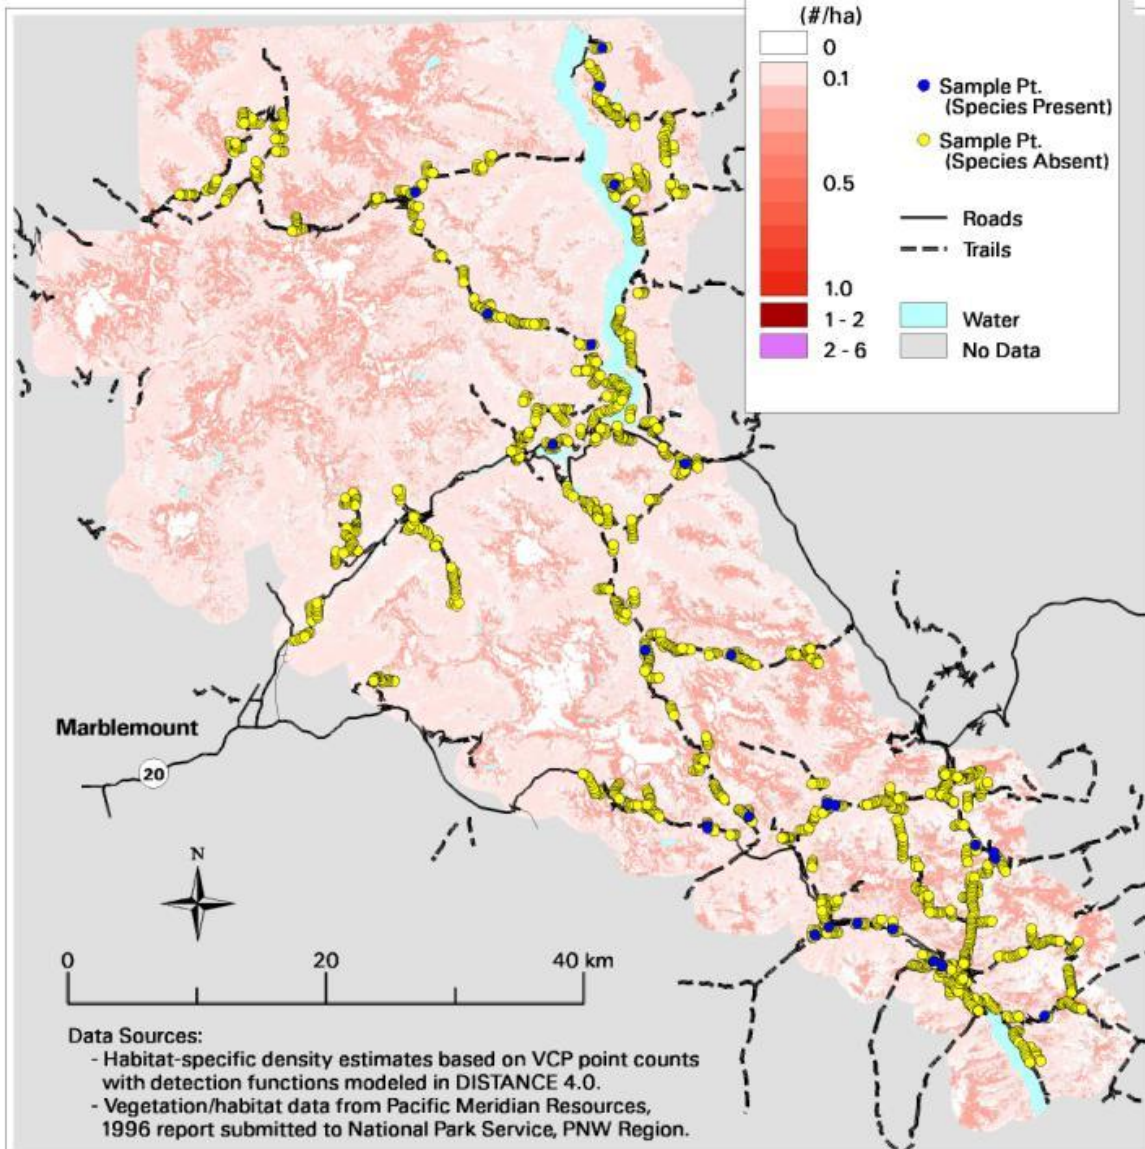 (#/ha)
0
0.1
0.5
1.0
1 - 2
2 - 6
Sample Pt.
(Species Present)
Sample Pt.
(Species Absent)
Roads
Trails
Water
No Data
Marblemount
20
N
0 20 40 km
Data Sources:
- Habitat-specific density estimates based on VCP point counts
with detection functions modeled in DISTANCE 4.0.
- Vegetation/habitat data from Pacific Meridian Resources,
1996 report submitted to National Park Service, PNW Region.